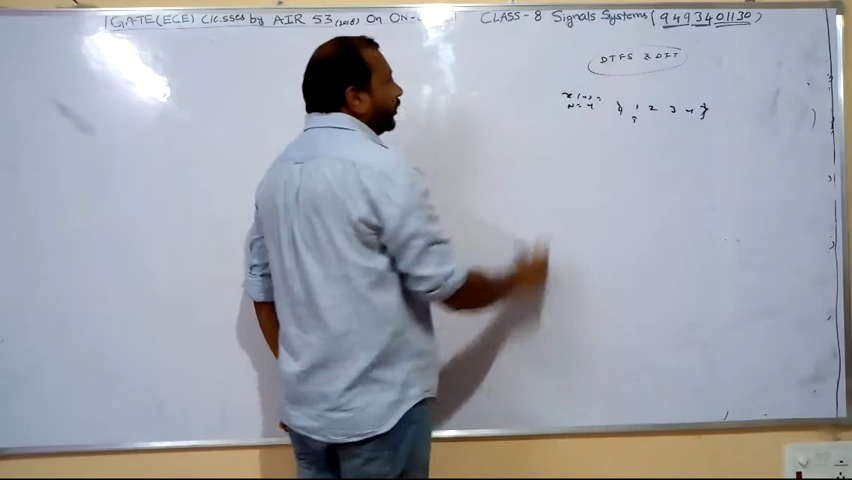 GATE(ECE) Classes by AIR 53 (2018) On ON-
CLASS-8 Signals Systems (9493401130)
DTFS & DFT
x[n] =
N=4
{ 1 2 3 4 }
↑